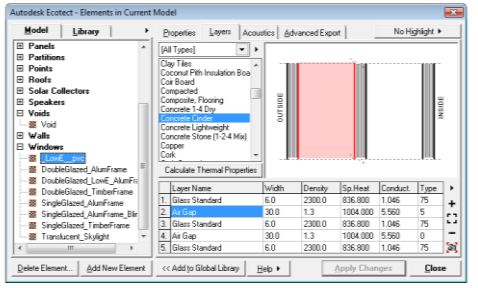 Autodesk Ecotect - Elements in Current Model
Model
Library
Properties
Layers
Acoustics
Advanced Export
No Highlight
Panels
Partitions
Points
Roofs
Solar Collectors
Speakers
Voids
Void
Walls
Windows
_LowE__pvc
DoubleGlazed_AlumFrame
DoubleGlazed_LowE_AlumFra
DoubleGlazed_TimberFrame
SingleGlazed_AlumFrame
SingleGlazed_AlumFrame_Blin
SingleGlazed_TimberFrame
Translucent_Skylight
[All Types]
Clay Tiles
Coconut Pith Insulation Boa
Coir Board
Compacted
Composite, Flooring
Concrete 1-4 Dry
Concrete Cinder
Concrete Lightweight
Concrete Stone (1-2-4 Mix)
Copper
Cork
Calculate Thermal Properties
OUTSIDE
INSIDE
Layer Name Width Density Sp.Heat Conduct. Type
1. Glass Standard 6.0 2300.0 836.800 1.046 75
2. Air Gap 30.0 1.3 1004.000 5.560 5
3. Glass Standard 6.0 2300.0 836.800 1.046 75
4. Air Gap 30.0 1.3 1004.000 5.560 0
5. Glass Standard 6.0 2300.0 836.800 1.046 75
Delete Element...
Add New Element
<< Add to Global Library
Help
Apply Changes
Close